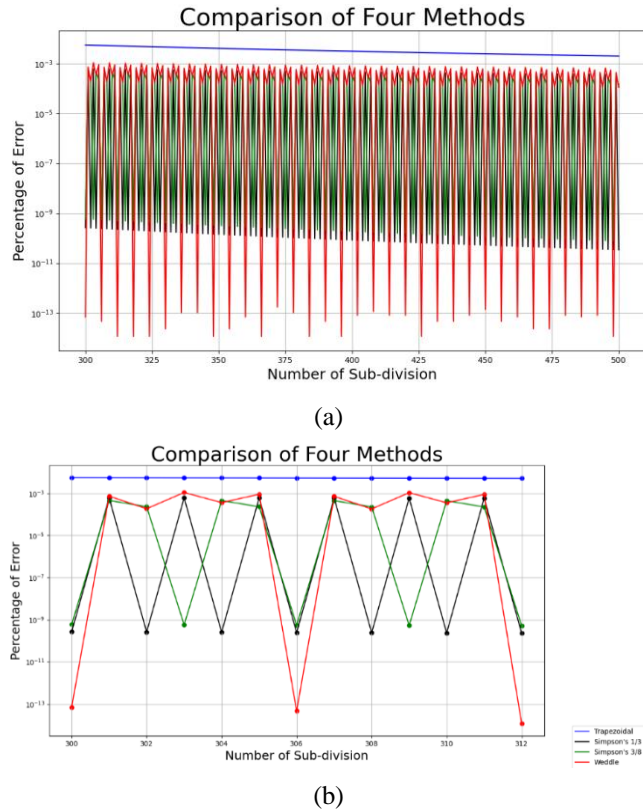 Comparison of Four Methods
Percentage of Error
10⁻³
10⁻⁵
10⁻⁷
10⁻⁹
10⁻¹¹
10⁻¹³
300 325 350 375 400 425 450 475 500
Number of Sub-division
(a)
Comparison of Four Methods
Percentage of Error
10⁻³
10⁻⁵
10⁻⁷
10⁻⁹
10⁻¹¹
10⁻¹³
300 302 304 306 308 310 312
Number of Sub-division
Trapezoidal
Simpson's 1/3
Simpson's 3/8
Weddle
(b)